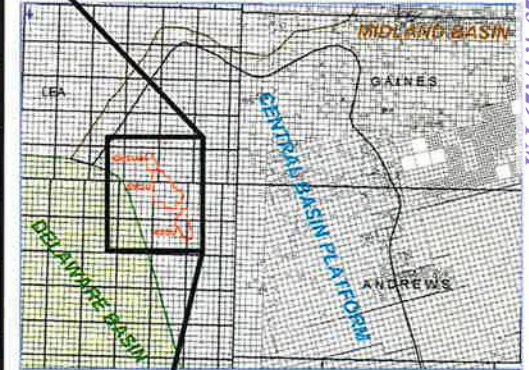 MIDLAND BASIN
GAINES
LEA
CENTRAL BASIN PLATFORM
DELAWARE BASIN
ANDREWS